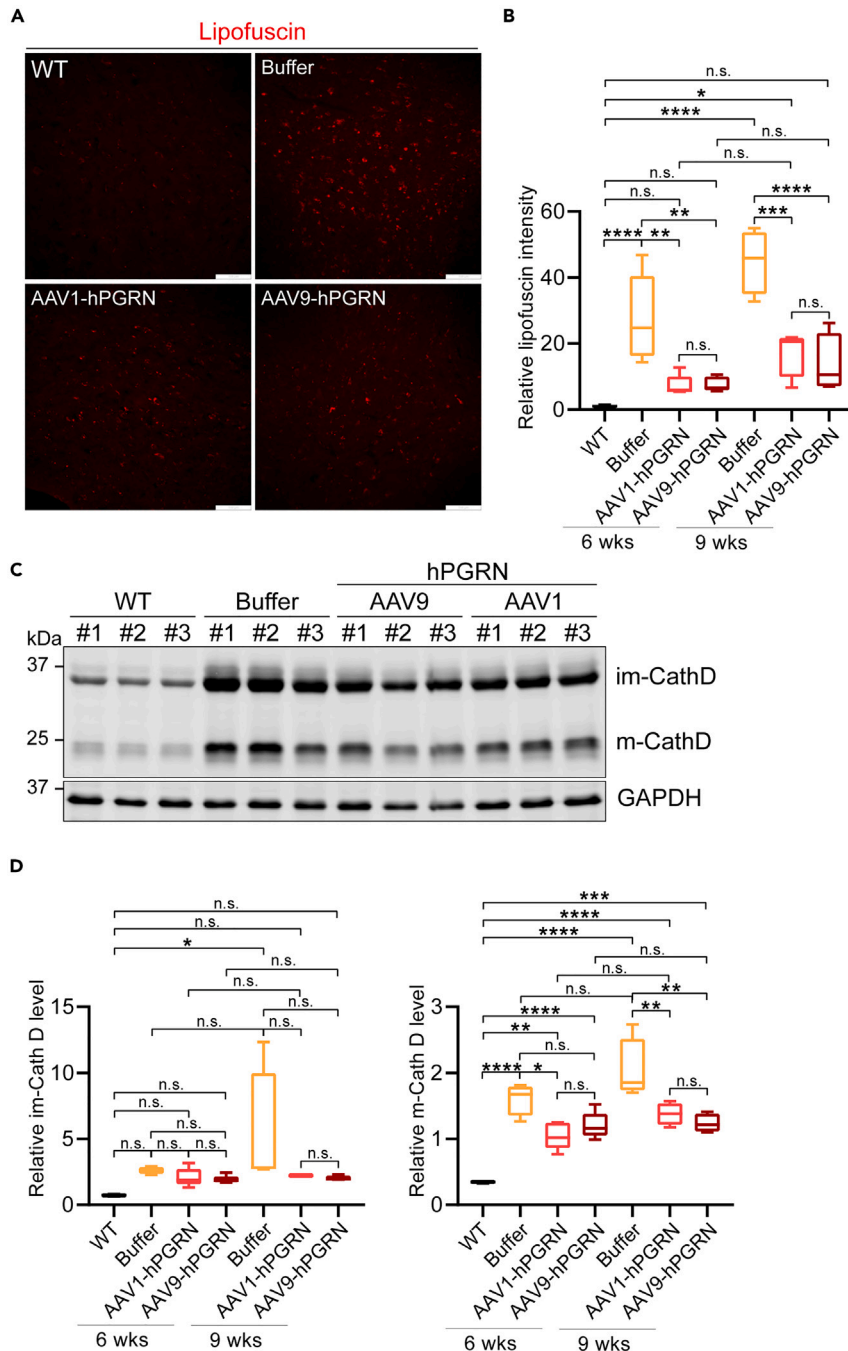 A
Lipofuscin
WT
Buffer
AAV1-hPGRN
AAV9-hPGRN
B
n.s.
*
****
n.s.
n.s.
n.s.
n.s.
**
****
**** **
***
n.s.
n.s.
Relative lipofuscin intensity
60
40
20
0
WT
Buffer
AAV1-hPGRN
AAV9-hPGRN
Buffer
AAV1-hPGRN
AAV9-hPGRN
6 wks
9 wks
C
hPGRN
WT
Buffer
AAV9
AAV1
kDa
#1 #2 #3 #1 #2 #3 #1 #2 #3 #1 #2 #3
37
im-CathD
25
m-CathD
37
GAPDH
D
n.s.
n.s.
*
n.s.
n.s.
n.s.
n.s. n.s.
n.s.
n.s.
n.s.
n.s. n.s. n.s.
n.s.
Relative im-Cath D level
15
10
5
0
WT
Buffer
AAV1-hPGRN
AAV9-hPGRN
Buffer
AAV1-hPGRN
AAV9-hPGRN
6 wks
9 wks
***
****
****
n.s.
n.s.
n.s.
**
****
**
**
n.s.
**** *
n.s.
n.s.
Relative m-Cath D level
3
2
1
0
WT
Buffer
AAV1-hPGRN
AAV9-hPGRN
Buffer
AAV1-hPGRN
AAV9-hPGRN
6 wks
9 wks